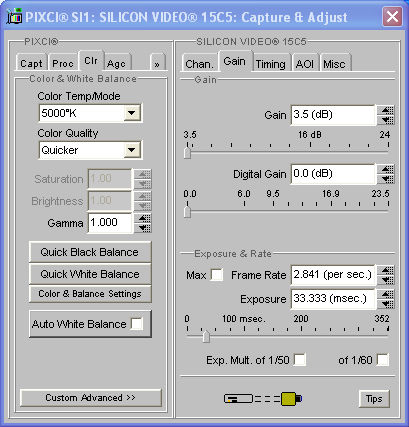 PIXCI® SI1: SILICON VIDEO® 15C5: Capture & Adjust
PIXCI®
Capt Proc Clr Agc »
Color & White Balance
Color Temp/Mode
5000°K
Color Quality
Quicker
Saturation 1.00
Brightness 1.00
Gamma 1.000
Quick Black Balance
Quick White Balance
Color & Balance Settings
Auto White Balance
Custom Advanced >>
SILICON VIDEO® 15C5
Chan. Gain Timing AOI Misc
Gain
Gain 3.5 (dB)
3.5 16 dB 24
Digital Gain 0.0 (dB)
0.0 6.0 9.5 16.9 23.5
Exposure & Rate
Max Frame Rate 2.841 (per sec.)
Exposure 33.333 (msec.)
0 100 msec. 200 352
Exp. Mult. of 1/50 of 1/60
Tips